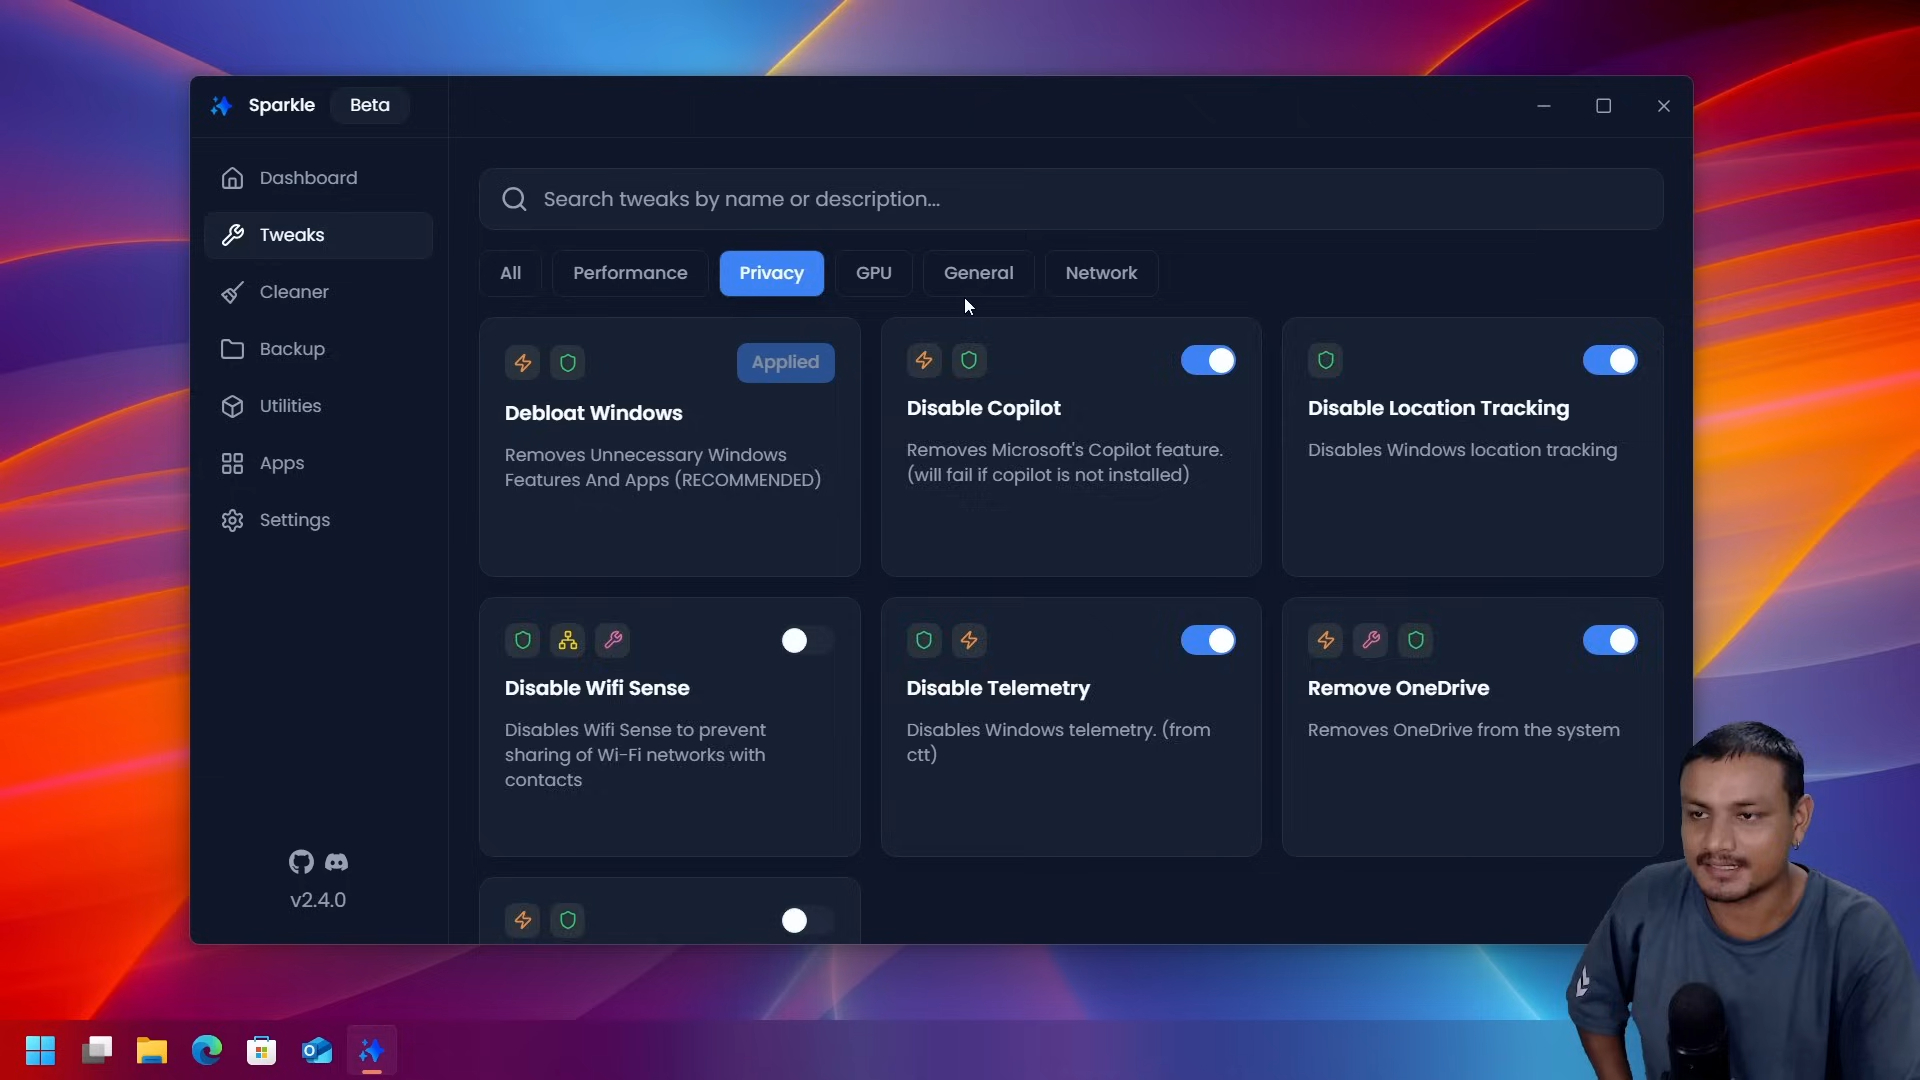 Sparkle Beta
Dashboard
Tweaks
Cleaner
Backup
Utilities
Apps
Settings
v2.4.0
Search tweaks by name or description...
All Performance Privacy GPU General Network
Applied
Debloat Windows
Removes Unnecessary Windows
Features And Apps (RECOMMENDED)
Disable Copilot
Removes Microsoft's Copilot feature.
(will fail if copilot is not installed)
Disable Location Tracking
Disables Windows location tracking
Disable Wifi Sense
Disables Wifi Sense to prevent
sharing of Wi-Fi networks with
contacts
Disable Telemetry
Disables Windows telemetry. (from
ctt)
Remove OneDrive
Removes OneDrive from the system